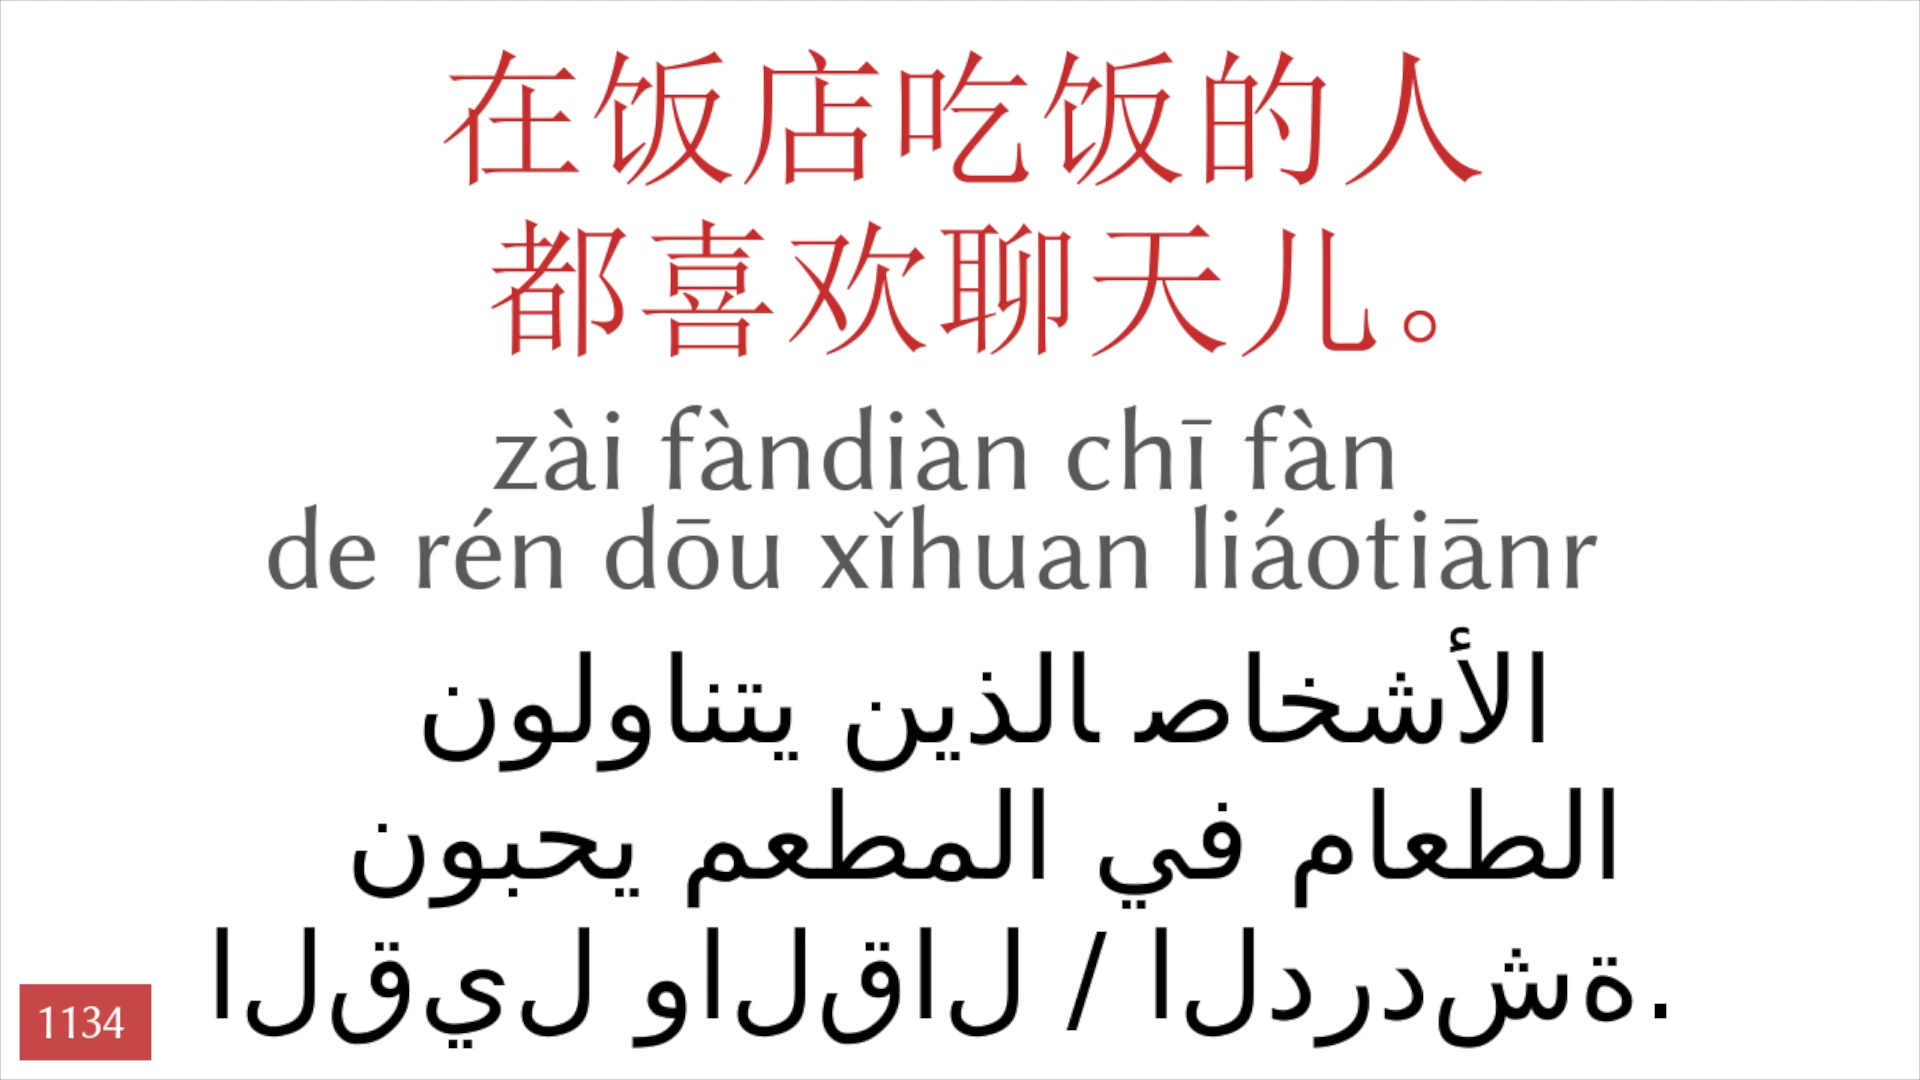 在饭店吃饭的人
都喜欢聊天儿。
zài fàndiàn chī fàn
de rén dōu xǐhuan liáotiānr
الأشخاص الذين يتناولون
الطعام في المطعم يحبون
القيل والقال / الدردشة.
1134